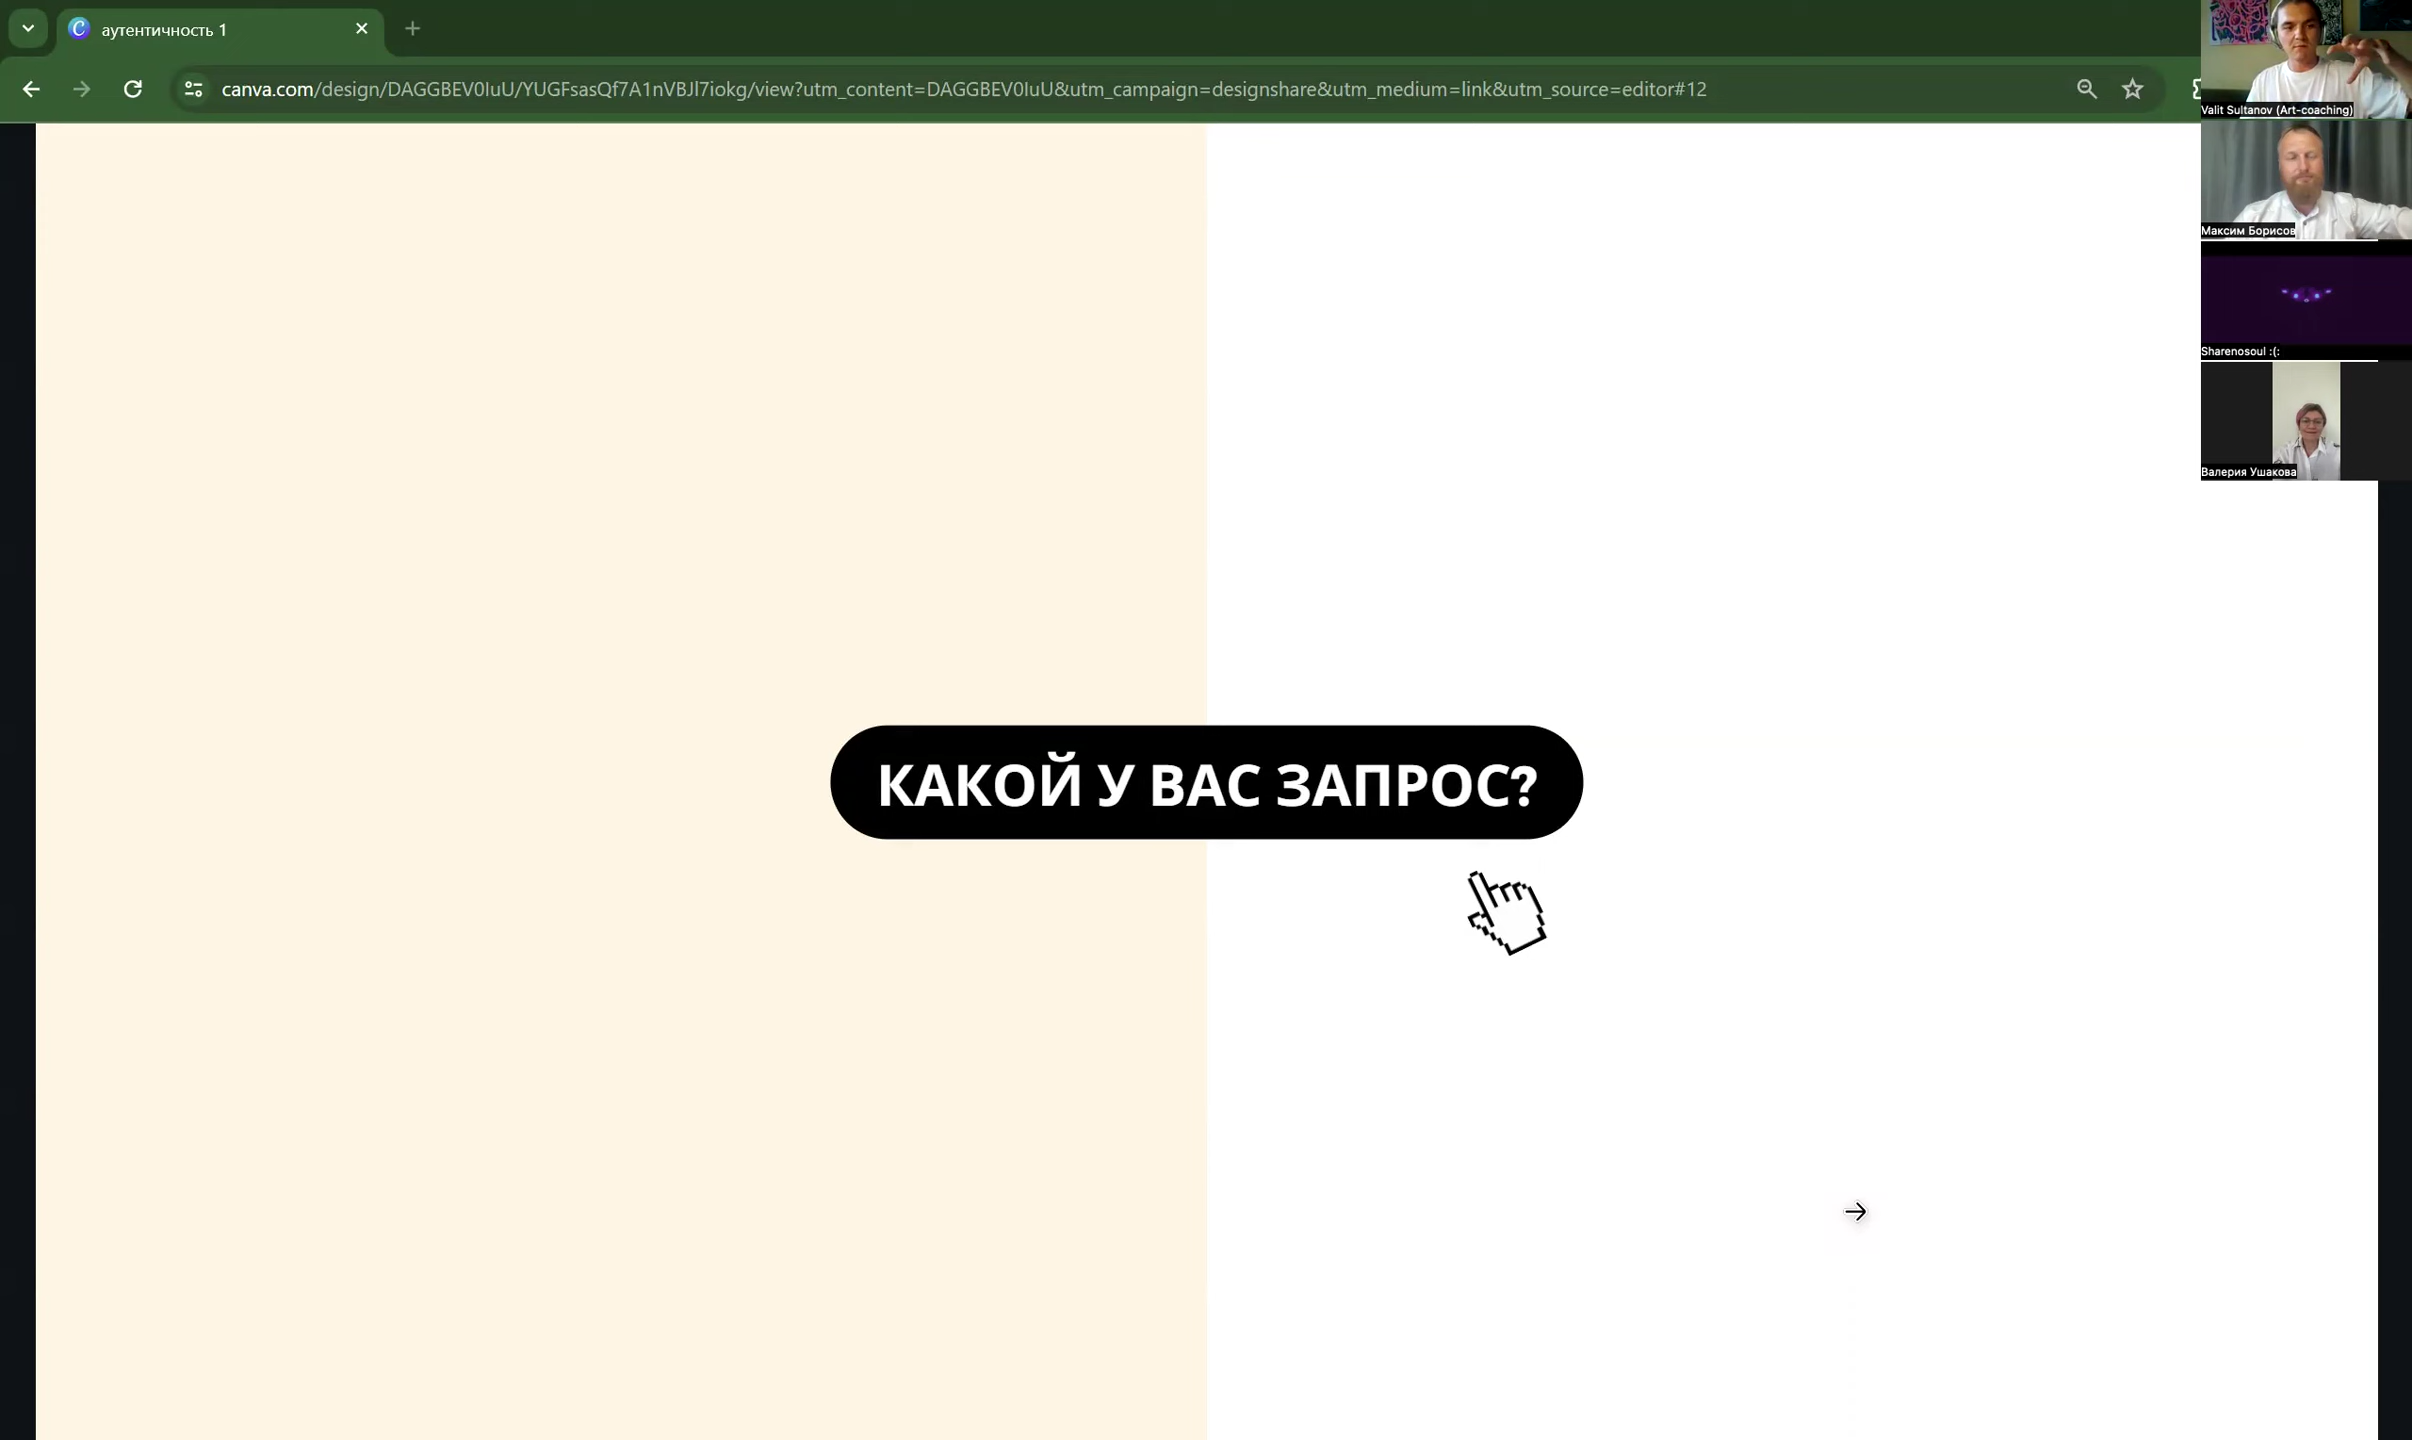 аутентичность 1
canva.com/design/DAGGBEV0IuU/YUGFsasQf7A1nVBJl7iokg/view?utm_content=DAGGBEV0IuU&utm_campaign=designshare&utm_medium=link&utm_source=editor#12
Valit Sultanov (Art-coaching)
Максим Борисов
Sharenosoul :(:
Валерия Ушакова
КАКОЙ У ВАС ЗАПРОС?